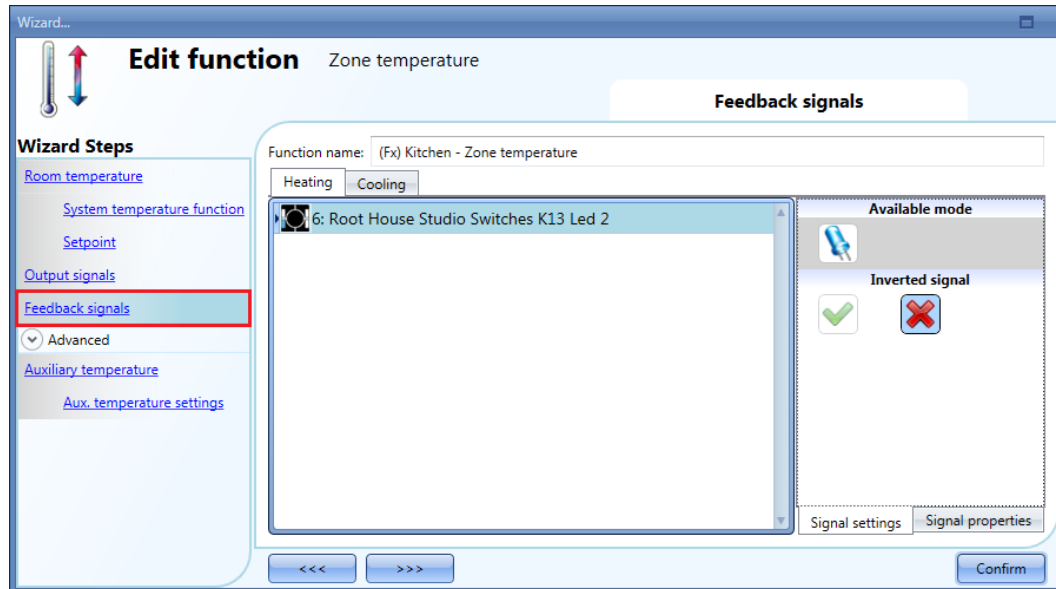 Wizard...
Edit function Zone temperature
Feedback signals
Wizard Steps
Room temperature
System temperature function
Setpoint
Output signals
Feedback signals
Advanced
Auxiliary temperature
Aux. temperature settings
Function name: (Fx) Kitchen - Zone temperature
Heating Cooling
6: Root House Studio Switches K13 Led 2
Available mode
Inverted signal
Signal settings Signal properties
<<< >>> Confirm